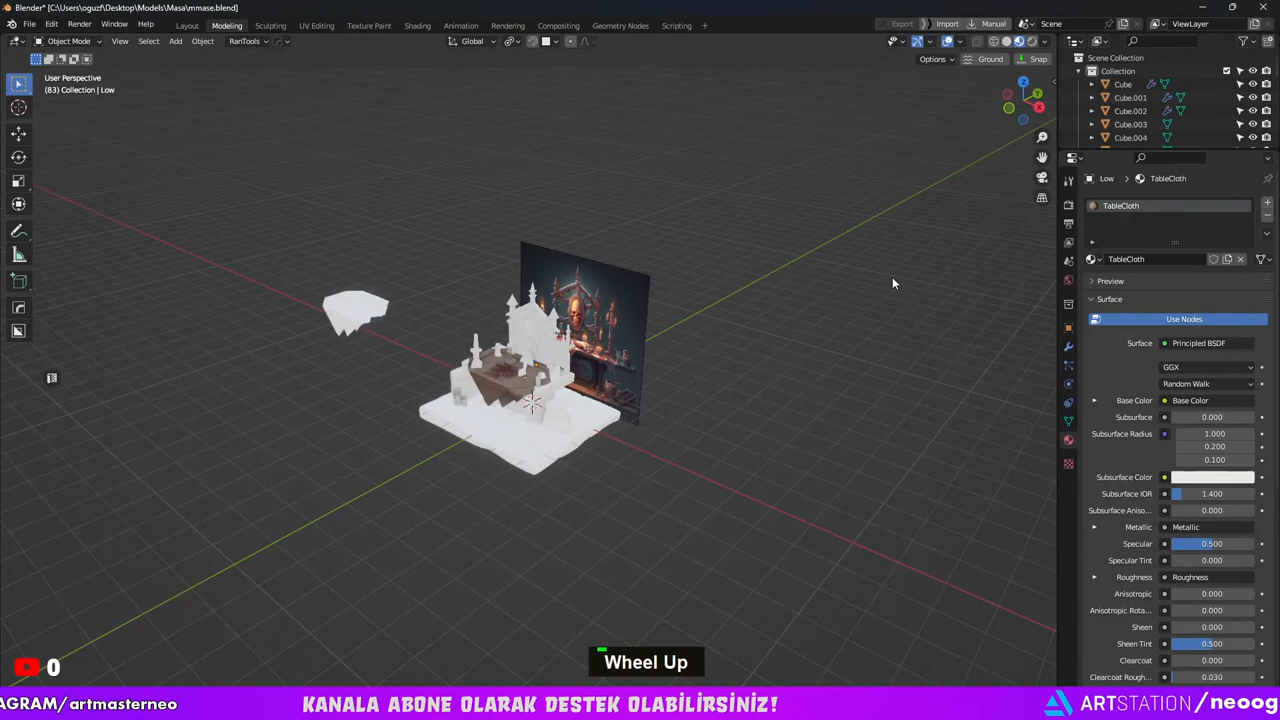 Blender* [C:\Users\oguzf\Desktop\Models\Masa\mmase.blend]
File Edit Render Window Help Layout Modeling Sculpting UV Editing Texture Paint Shading Animation Rendering Compositing Geometry Nodes Scripting Export Import Manual Scene ViewLayer
Object Mode View Select Add Object RanTools Global
Options Ground Snap
User Perspective
(83) Collection | Low
Scene Collection
Collection
Cube
Cube.001
Cube.002
Cube.003
Cube.004
Low > TableCloth
TableCloth
TableCloth
Preview
Surface
Use Nodes
Surface Principled BSDF
GGX
Random Walk
Base Color Base Color
Subsurface 0.000
Subsurface Radius 1.000
0.200
0.100
Subsurface Color
Subsurface IOR 1.400
Subsurface Aniso... 0.000
Metallic Metallic
Specular 0.500
Specular Tint 0.000
Roughness Roughness
Anisotropic 0.000
Anisotropic Rota... 0.000
Sheen 0.000
Sheen Tint 0.500
Clearcoat 0.000
Clearcoat Rough... 0.030
Wheel Up
0
AGRAM/artmasterneo KANALA ABONE OLARAK DESTEK OLABİLİRSİNİZ! ARTSTATION/neoog